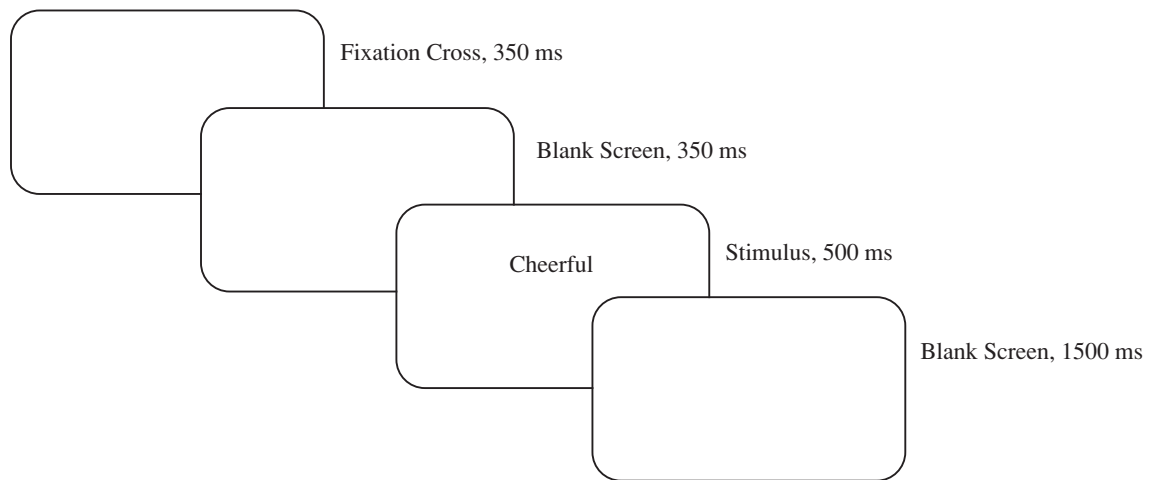 Fixation Cross, 350 ms
Blank Screen, 350 ms
Cheerful
Stimulus, 500 ms
Blank Screen, 1500 ms